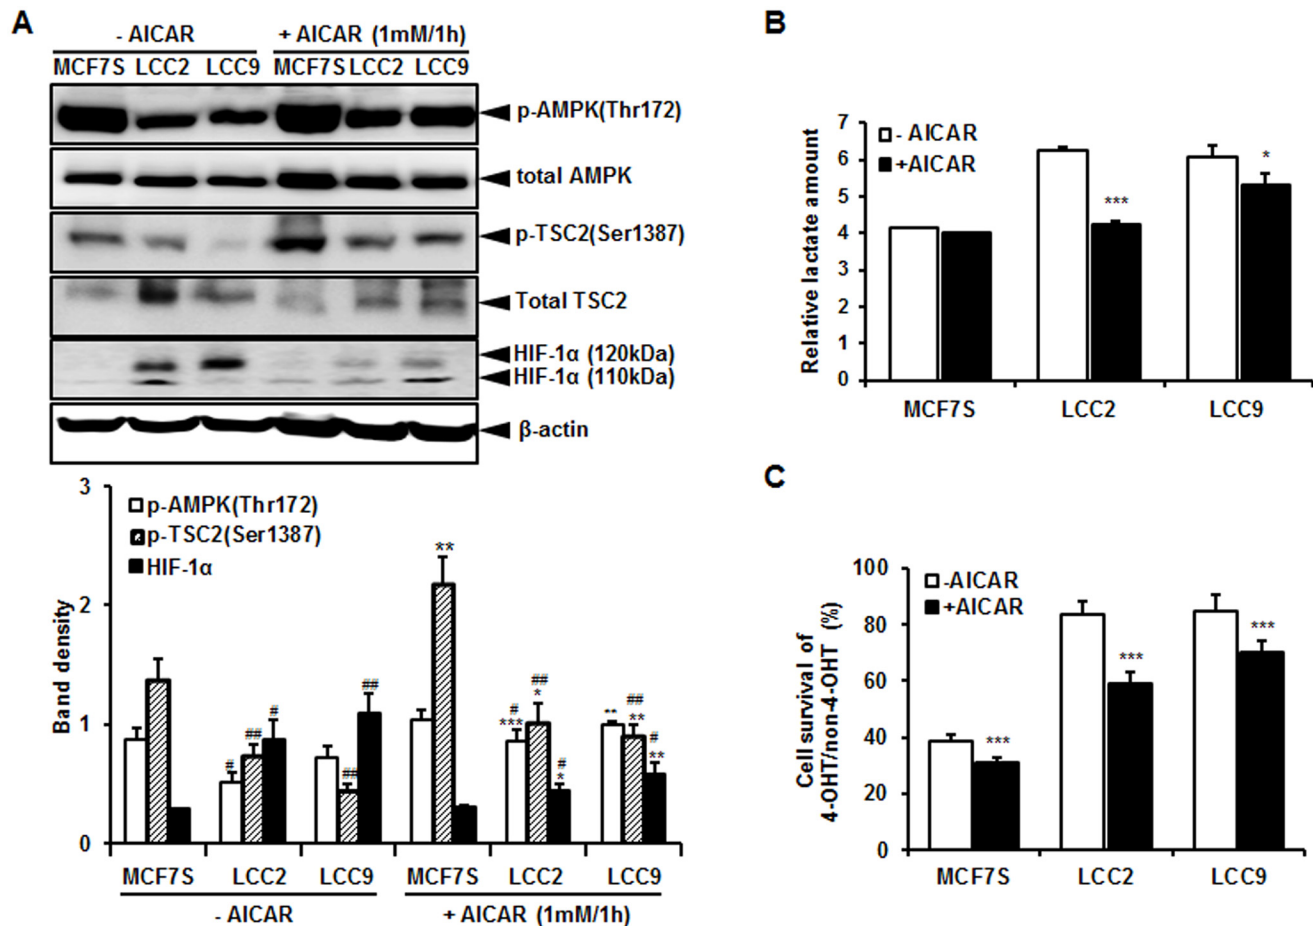 A
- AICAR + AICAR (1mM/1h)
MCF7S LCC2 LCC9 MCF7S LCC2 LCC9
p-AMPK(Thr172)
total AMPK
p-TSC2(Ser1387)
Total TSC2
HIF-1α (120kDa)
HIF-1α (110kDa)
β-actin
3
2
1
0
Band density
p-AMPK(Thr172)
p-TSC2(Ser1387)
HIF-1α
# ## # ## ##
** # *** ## * # * ** ## ** # **
MCF7S LCC2 LCC9 MCF7S LCC2 LCC9
- AICAR + AICAR (1mM/1h)
B
7
6
5
4
3
2
1
0
Relative lactate amount
- AICAR
+AICAR
*** *
MCF7S LCC2 LCC9
C
100
80
60
40
20
0
Cell survival of
4-OHT/non-4-OHT (%)
-AICAR
+AICAR
*** *** ***
MCF7S LCC2 LCC9